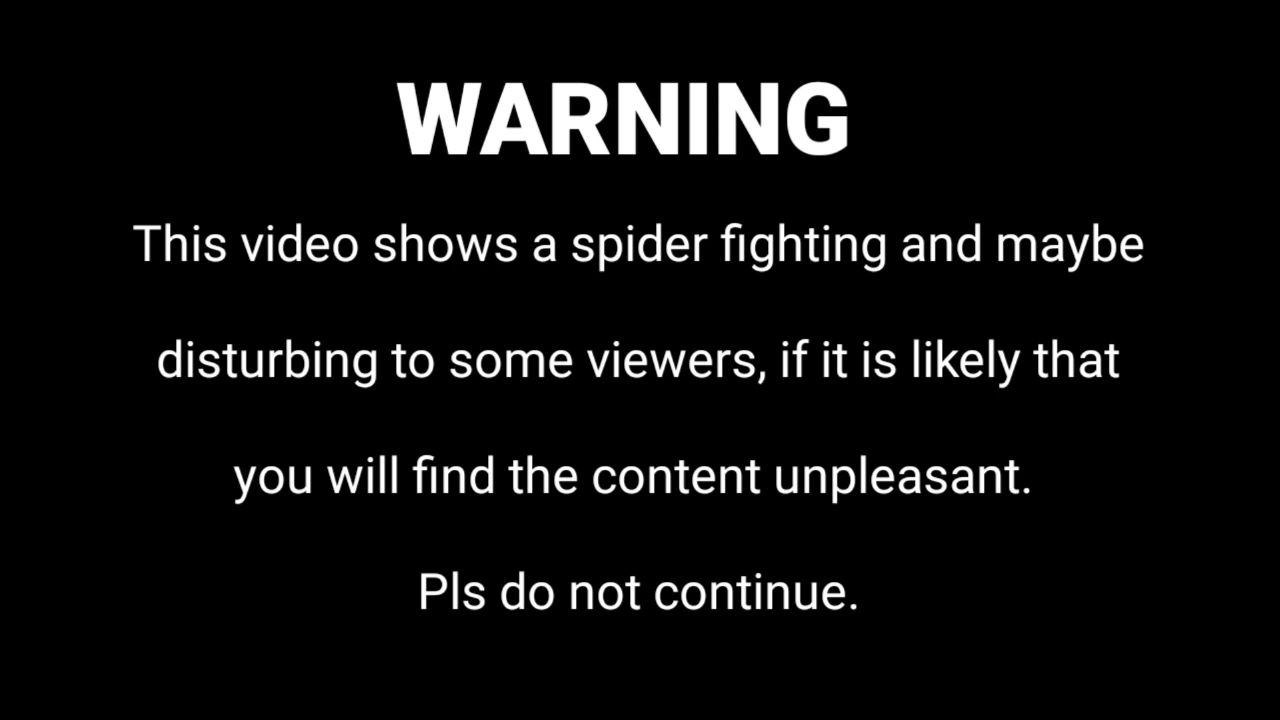 WARNING
This video shows a spider fighting and maybe
disturbing to some viewers, if it is likely that
you will find the content unpleasant.
Pls do not continue.